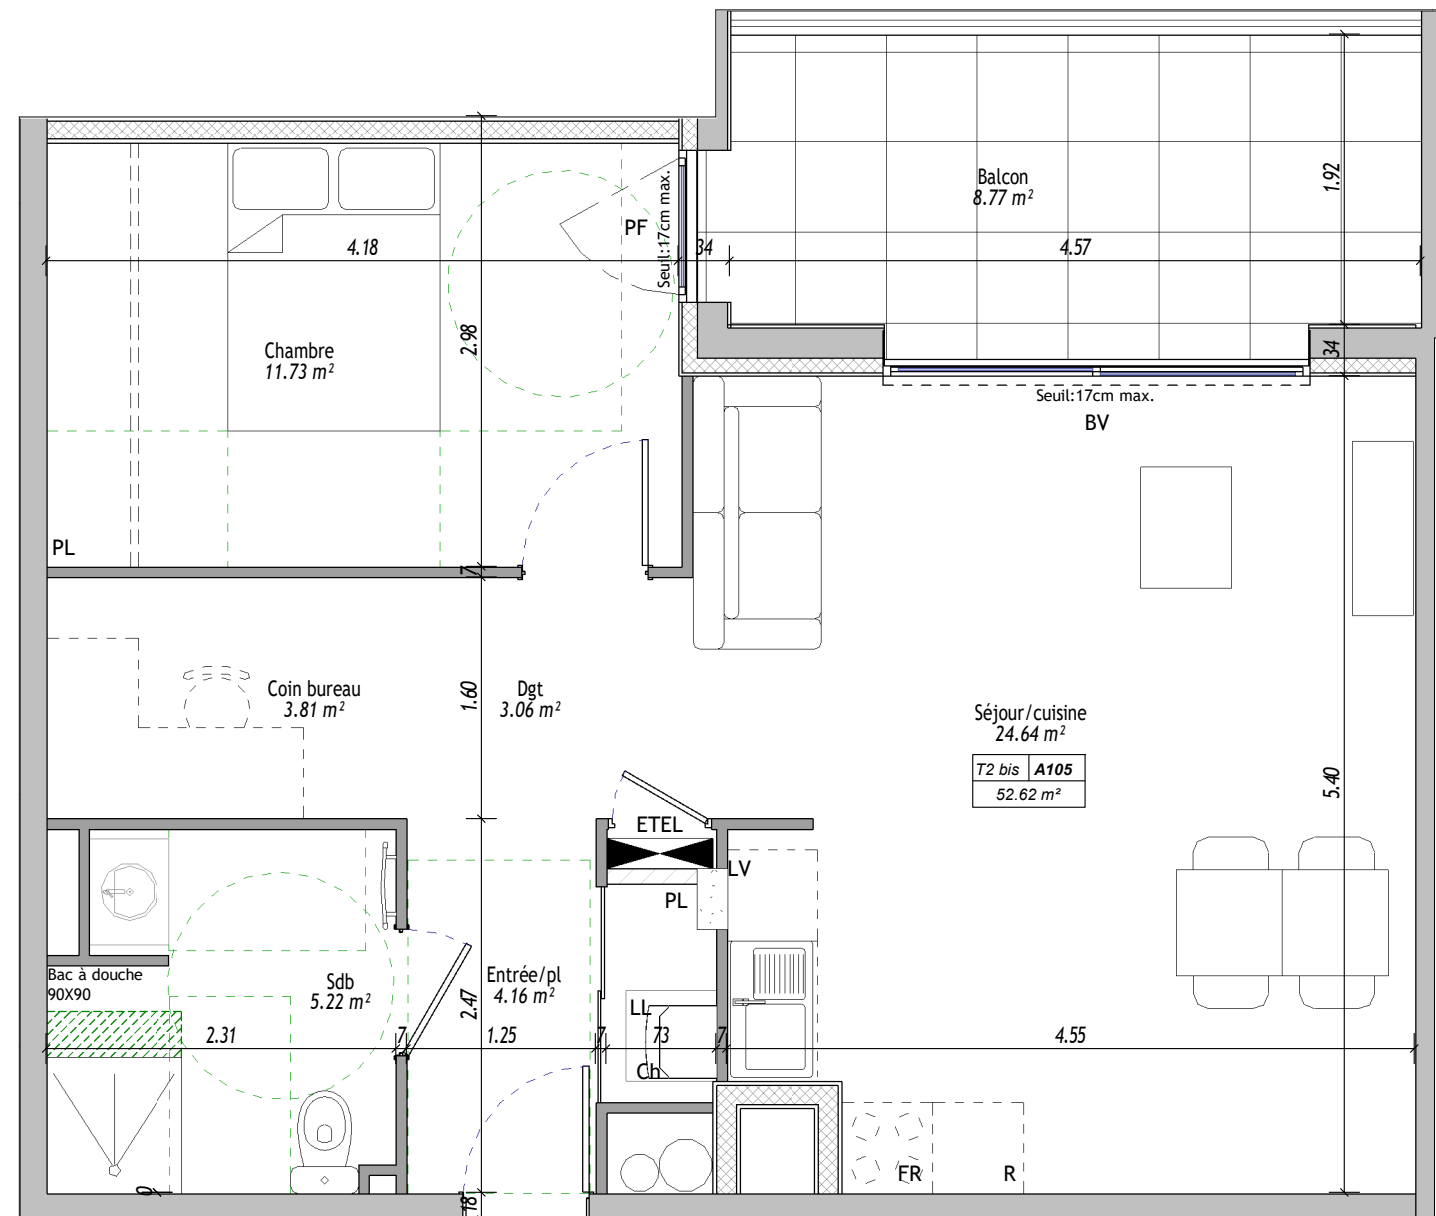 Balcon
8.77 m²
1.92
PF
Seuil:17cm max.
4.18
34
4.57
2.98
34
Chambre
11.73 m²
Seuil:17cm max.
BV
PL
7
Coin bureau
3.81 m²
1.60
Dgt
3.06 m²
Séjour/cuisine
24.64 m²
T2 bis A105
52.62 m²
5.40
ETEL
LV
PL
Bac à douche
90X90
Sdb
5.22 m²
Entrée/pl
4.16 m²
2.47
LL
2.31
7
1.25
7
73
7
4.55
Ch
FR
R
0
18